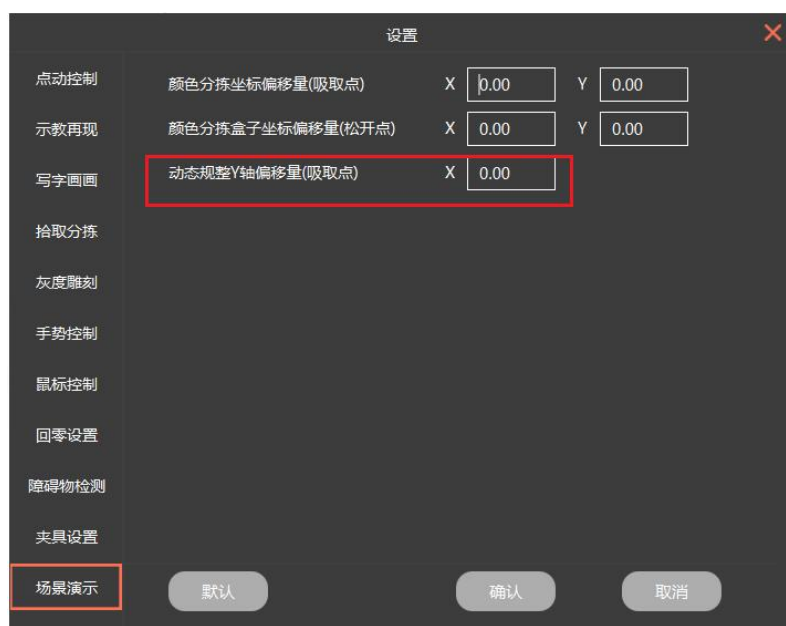 设置
点动控制
颜色分拣坐标偏移量(吸取点) X 0.00 Y 0.00
示教再现
颜色分拣盒子坐标偏移量(松开点) X 0.00 Y 0.00
写字画画
动态规整Y轴偏移量(吸取点) X 0.00
拾取分拣
灰度雕刻
手势控制
鼠标控制
回零设置
障碍物检测
夹具设置
场景演示
默认 确认 取消